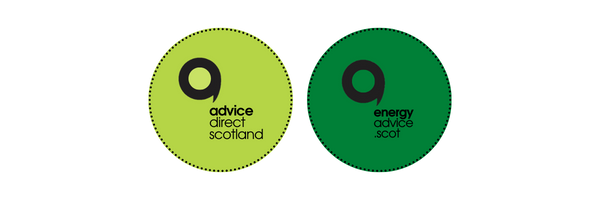 advice
direct
scotland
energy
advice
.scot